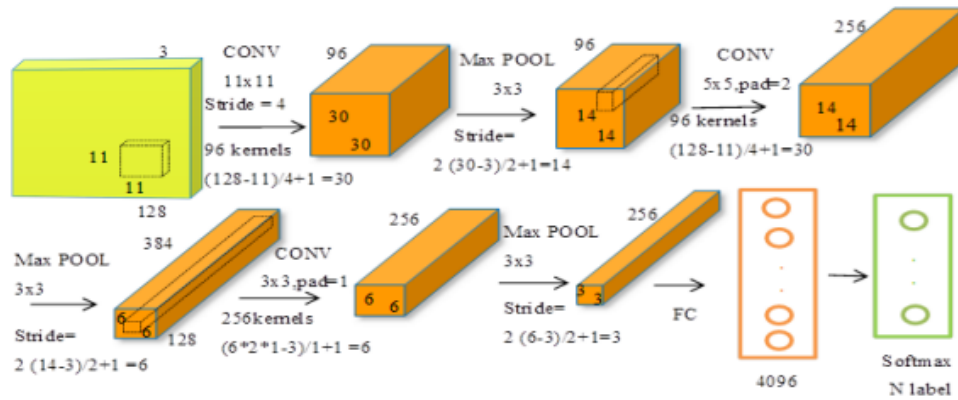 3
CONV
11x11
Stride = 4
96 kernels
(128-11)/4+1 =30
11
11
128
96
30
30
Max POOL
3x3
Stride=
2 (30-3)/2+1=14
96
14
14
CONV
5x5,pad=2
96 kernels
(128-11)/4+1=30
256
14
14
Max POOL
3x3
Stride=
2 (14-3)/2+1 =6
384
6
6
128
CONV
3x3,pad=1
256kernels
(6*2*1-3)/1+1 =6
256
6
6
Max POOL
3x3
Stride=
2 (6-3)/2+1=3
256
3
3
FC
4096
Softmax
N label